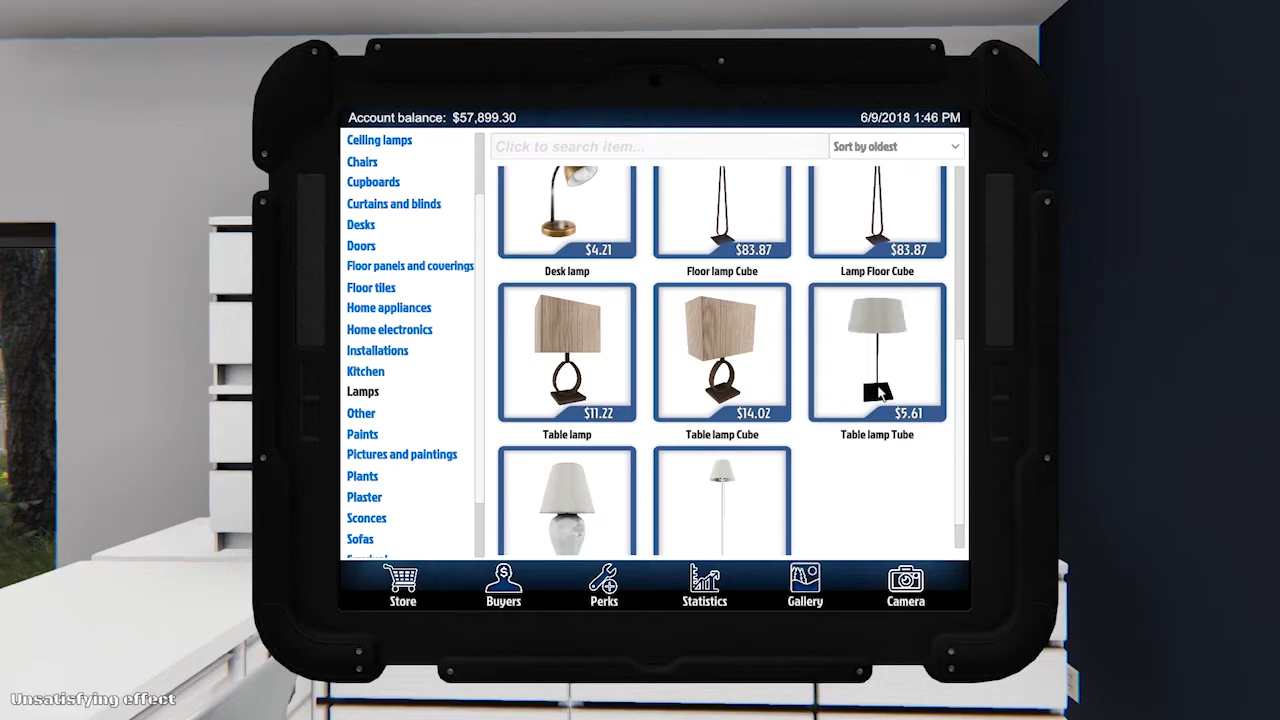 Account balance: $57,899.30
6/9/2018 1:46 PM
Ceiling lamps
Chairs
Cupboards
Curtains and blinds
Desks
Doors
Floor panels and coverings
Floor tiles
Home appliances
Home electronics
Installations
Kitchen
Lamps
Other
Paints
Pictures and paintings
Plants
Plaster
Sconces
Sofas
Click to search item...
Sort by oldest
$4.21
$83.87
$83.87
Desk lamp
Floor lamp Cube
Lamp Floor Cube
$11.22
$14.02
$5.61
Table lamp
Table lamp Cube
Table lamp Tube
Store
Buyers
Perks
Statistics
Gallery
Camera
Unsatisfying effect